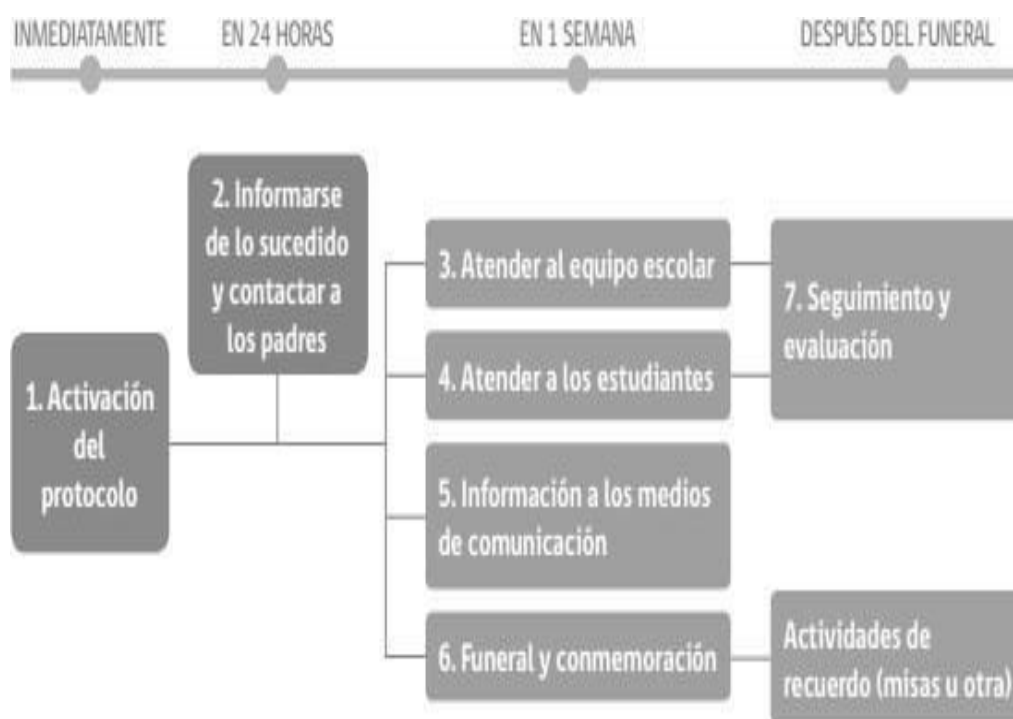 INMEDIATAMENTE
EN 24 HORAS
EN 1 SEMANA
DESPUÉS DEL FUNERAL
1. Activación
del
protocolo
2. Informarse
de lo sucedido
y contactar a
los padres
3. Atender al equipo escolar
4. Atender a los estudiantes
5. Información a los medios
de comunicación
6. Funeral y conmemoración
7. Seguimiento y
evaluación
Actividades de
recuerdo (misas u otra)